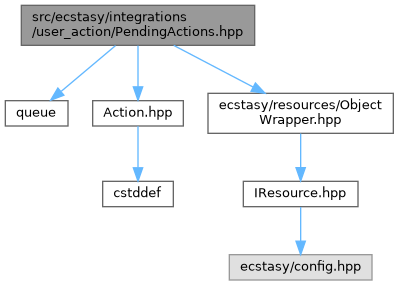 src/ecstasy/integrations
/user_action/PendingActions.hpp
queue
Action.hpp
ecstasy/resources/Object
Wrapper.hpp
cstddef
IResource.hpp
ecstasy/config.hpp